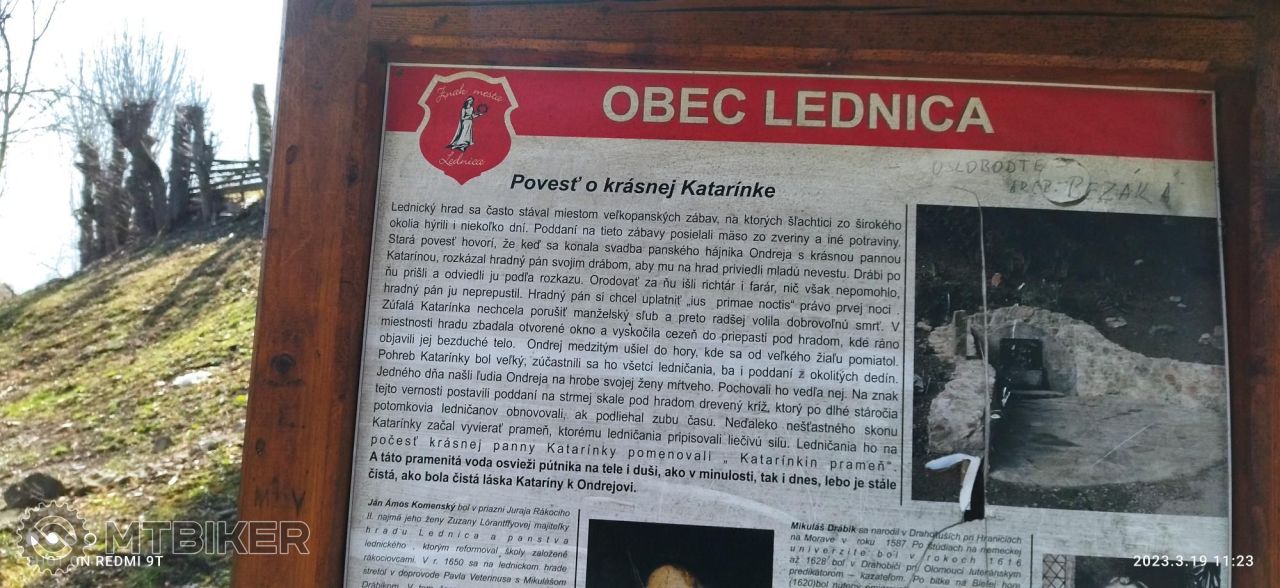 OBEC LEDNICA
Znak mesta
Lednica
OSLOBODTE
ARCB. BEZÁKA
Povesť o krásnej Katarínke
Lednický hrad sa často stával miestom veľkopanských zábav, na ktorých šľachtici zo širokého
okolia hýrili i niekoľko dní. Poddaní na tieto zábavy posielali mäso zo zveriny a iné potraviny.
Stará povesť hovorí, že keď sa konala svadba panského hájnika Ondreja s krásnou pannou
Katarínou, rozkázal hradný pán svojim drábom, aby mu na hrad priviedli mladú nevestu. Drábi po
ňu prišli a odviedli ju podľa rozkazu. Orodovať za ňu išli richtár i farár, nič však nepomohlo,
hradný pán ju neprepustil. Hradný pán si chcel uplatniť „ius primae noctis“ právo prvej noci .
Zúfalá Katarínka nechcela porušiť manželský sľub a preto radšej volila dobrovoľnú smrť. V
miestnosti hradu zbadala otvorené okno a vyskočila cezeň do priepasti pod hradom, kde ráno
objavili jej bezduché telo. Ondrej medzitým ušiel do hory, kde sa od veľkého žiaľu pomiatol.
Pohreb Katarínky bol veľký, zúčastnili sa ho všetci ledničania, ba i poddaní z okolitých dedín.
Jedného dňa našli ľudia Ondreja na hrobe svojej ženy mŕtveho. Pochovali ho vedľa nej. Na znak
tejto vernosti postavili poddaní na strmej skale pod hradom drevený kríž, ktorý po dlhé stáročia
potomkovia ledničanov obnovovali, ak podliehal zubu času. Neďaleko nešťastného skonu
Katarínky začal vyvierať prameň, ktorému ledničania pripisovali liečivú silu. Ledničania ho na
počesť krásnej panny Katarínky pomenovali „ Katarínkin prameň“.
A táto pramenitá voda osvieži pútnika na tele i duši, ako v minulosti, tak i dnes, lebo je stále
čistá, ako bola čistá láska Kataríny k Ondrejovi.
Ján Ámos Komenský bol v priazni Juraja Rákociho
II. najmä jeho ženy Zuzany Lórantffyovej majiteľky
hradu Lednica a panstva
lednického , ktorým reformoval školy založené
rákociovcami. V r. 1650 sa na lednickom hrade
stretol v doprovode Pavla Veterinusa s Mikulášom
Drábikom. V
Mikuláš Drábik sa narodil v Drahotušiach pri Hraniciach
na Morave v roku 1587. Po štúdiách na nemeckej
univerzite bol v rokoch 1616
až 1628 bol v Drahobiči pri Olomouci luteránskym
predikátorom – kazateľom. Po bitke na Bielej hore
(1620) bol nútený
MTBIKER
SHOT ON REDMI 9T
2023.3.19 11:23